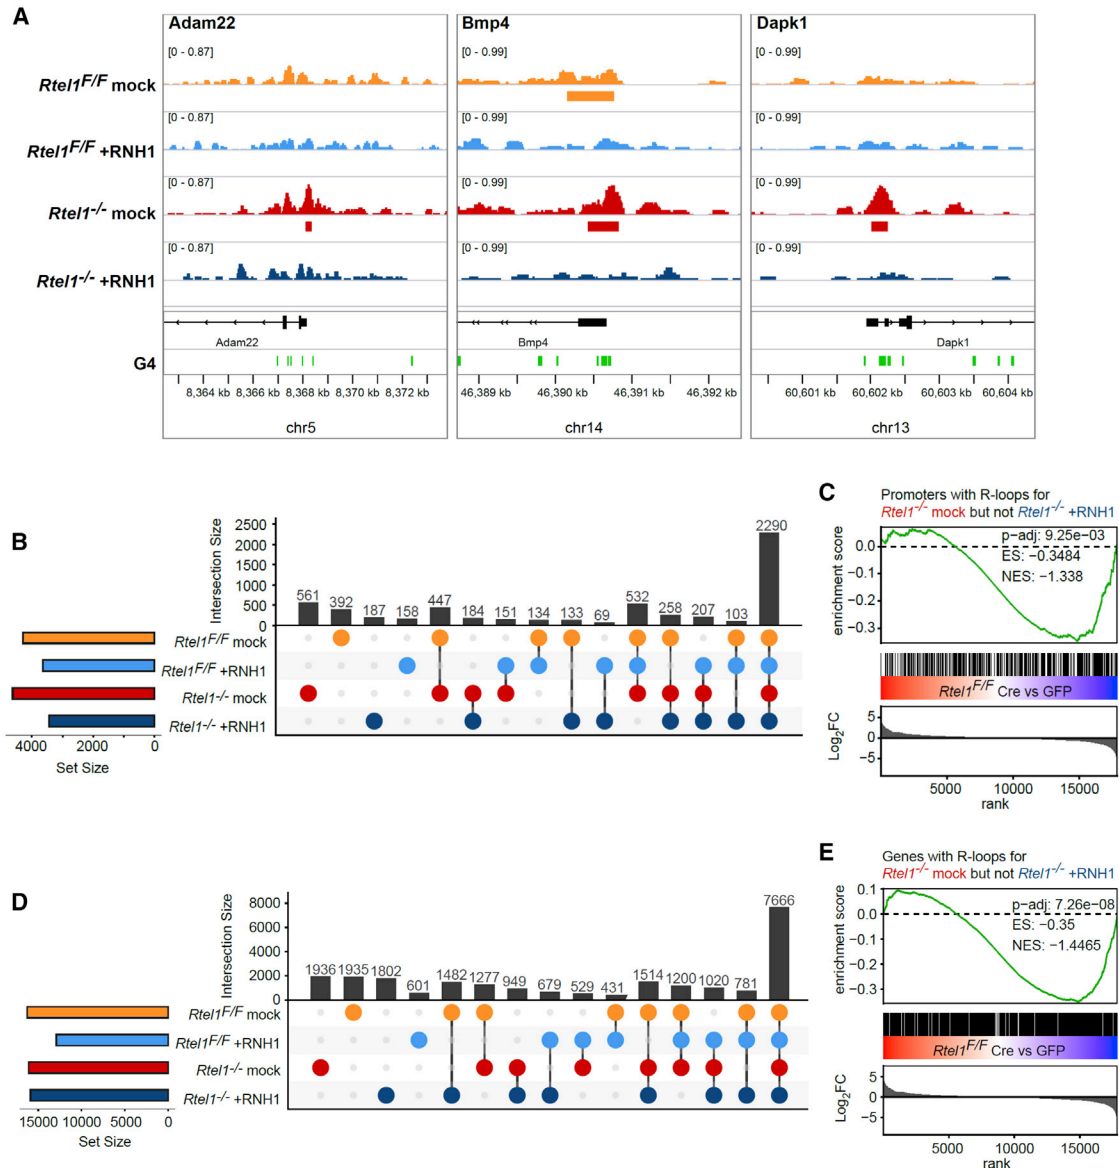 A
Adam22
Bmp4
Dapk1
[0 - 0.87]
[0 - 0.99]
[0 - 0.99]
Rtel1F/F mock
[0 - 0.87]
[0 - 0.99]
[0 - 0.99]
Rtel1F/F +RNH1
[0 - 0.87]
[0 - 0.99]
[0 - 0.99]
Rtel1-/- mock
[0 - 0.87]
[0 - 0.99]
[0 - 0.99]
Rtel1-/- +RNH1
Adam22
Bmp4
Dapk1
G4
8,364 kb 8,366 kb 8,368 kb 8,370 kb 8,372 kb
46,389 kb 46,390 kb 46,391 kb 46,392 kb
60,601 kb 60,602 kb 60,603 kb 60,604 kb
chr5
chr14
chr13
B
Intersection Size
2500
2000
1500
1000
500
0
561 392 187 158 447 184 151 134 133 69 532 258 207 103 2290
Rtel1F/F mock
Rtel1F/F +RNH1
Rtel1-/- mock
Rtel1-/- +RNH1
4000 2000 0
Set Size
C
Promoters with R-loops for
Rtel1-/- mock but not Rtel1-/- +RNH1
p-adj: 9.25e-03
ES: -0.3484
NES: -1.338
enrichment score
0.0
-0.1
-0.2
-0.3
Rtel1F/F Cre vs GFP
Log2FC
5
0
-5
5000 10000 15000
rank
D
Intersection Size
8000
6000
4000
2000
0
1936 1935 1802 601 1482 1277 949 679 529 431 1514 1200 1020 781 7666
Rtel1F/F mock
Rtel1F/F +RNH1
Rtel1-/- mock
Rtel1-/- +RNH1
15000 10000 5000 0
Set Size
E
Genes with R-loops for
Rtel1-/- mock but not Rtel1-/- +RNH1
p-adj: 7.26e-08
ES: -0.35
NES: -1.4465
enrichment score
0.1
0.0
-0.1
-0.2
-0.3
Rtel1F/F Cre vs GFP
Log2FC
5
0
-5
5000 10000 15000
rank